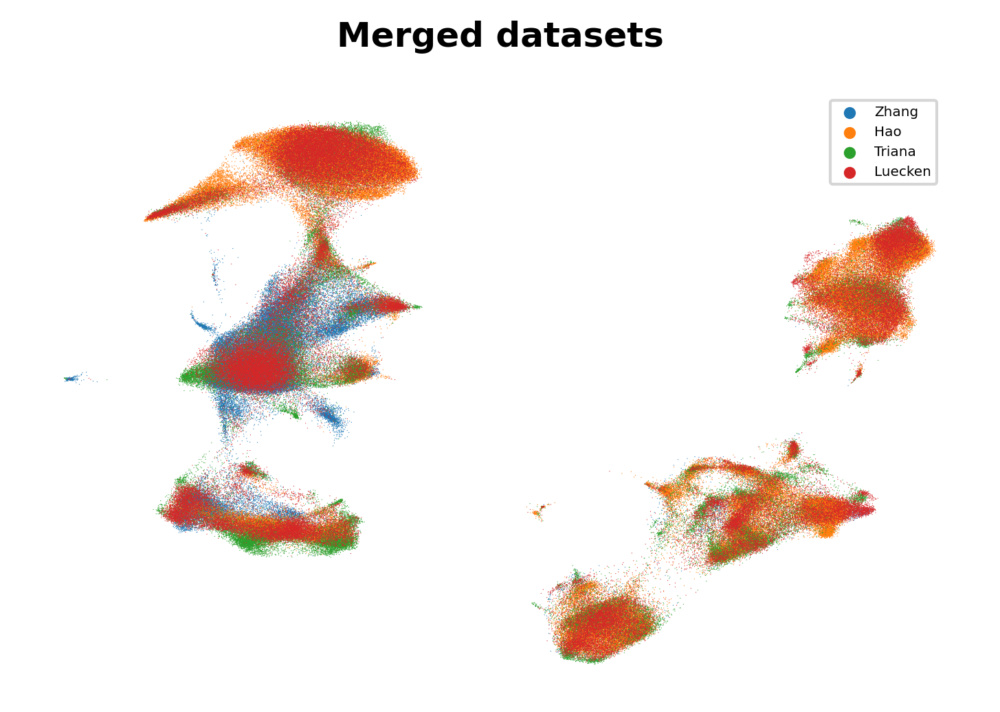 Merged datasets
Zhang
Hao
Triana
Luecken